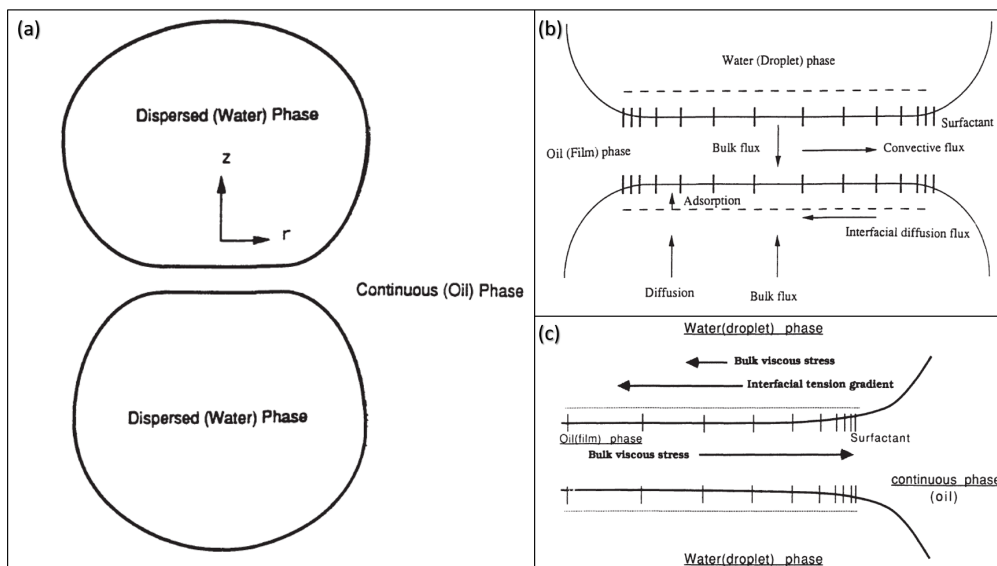 (a)
Dispersed (Water) Phase
z
r
Continuous (Oil) Phase
Dispersed (Water) Phase
(b)
Water (Droplet) phase
Surfactant
Oil (Film) phase
Bulk flux
Convective flux
Adsorption
Interfacial diffusion flux
Diffusion
Bulk flux
(c)
Water(droplet) phase
Bulk viscous stress
Interfacial tension gradient
Oil(film) phase
Surfactant
Bulk viscous stress
continuous phase
(oil)
Water(droplet) phase